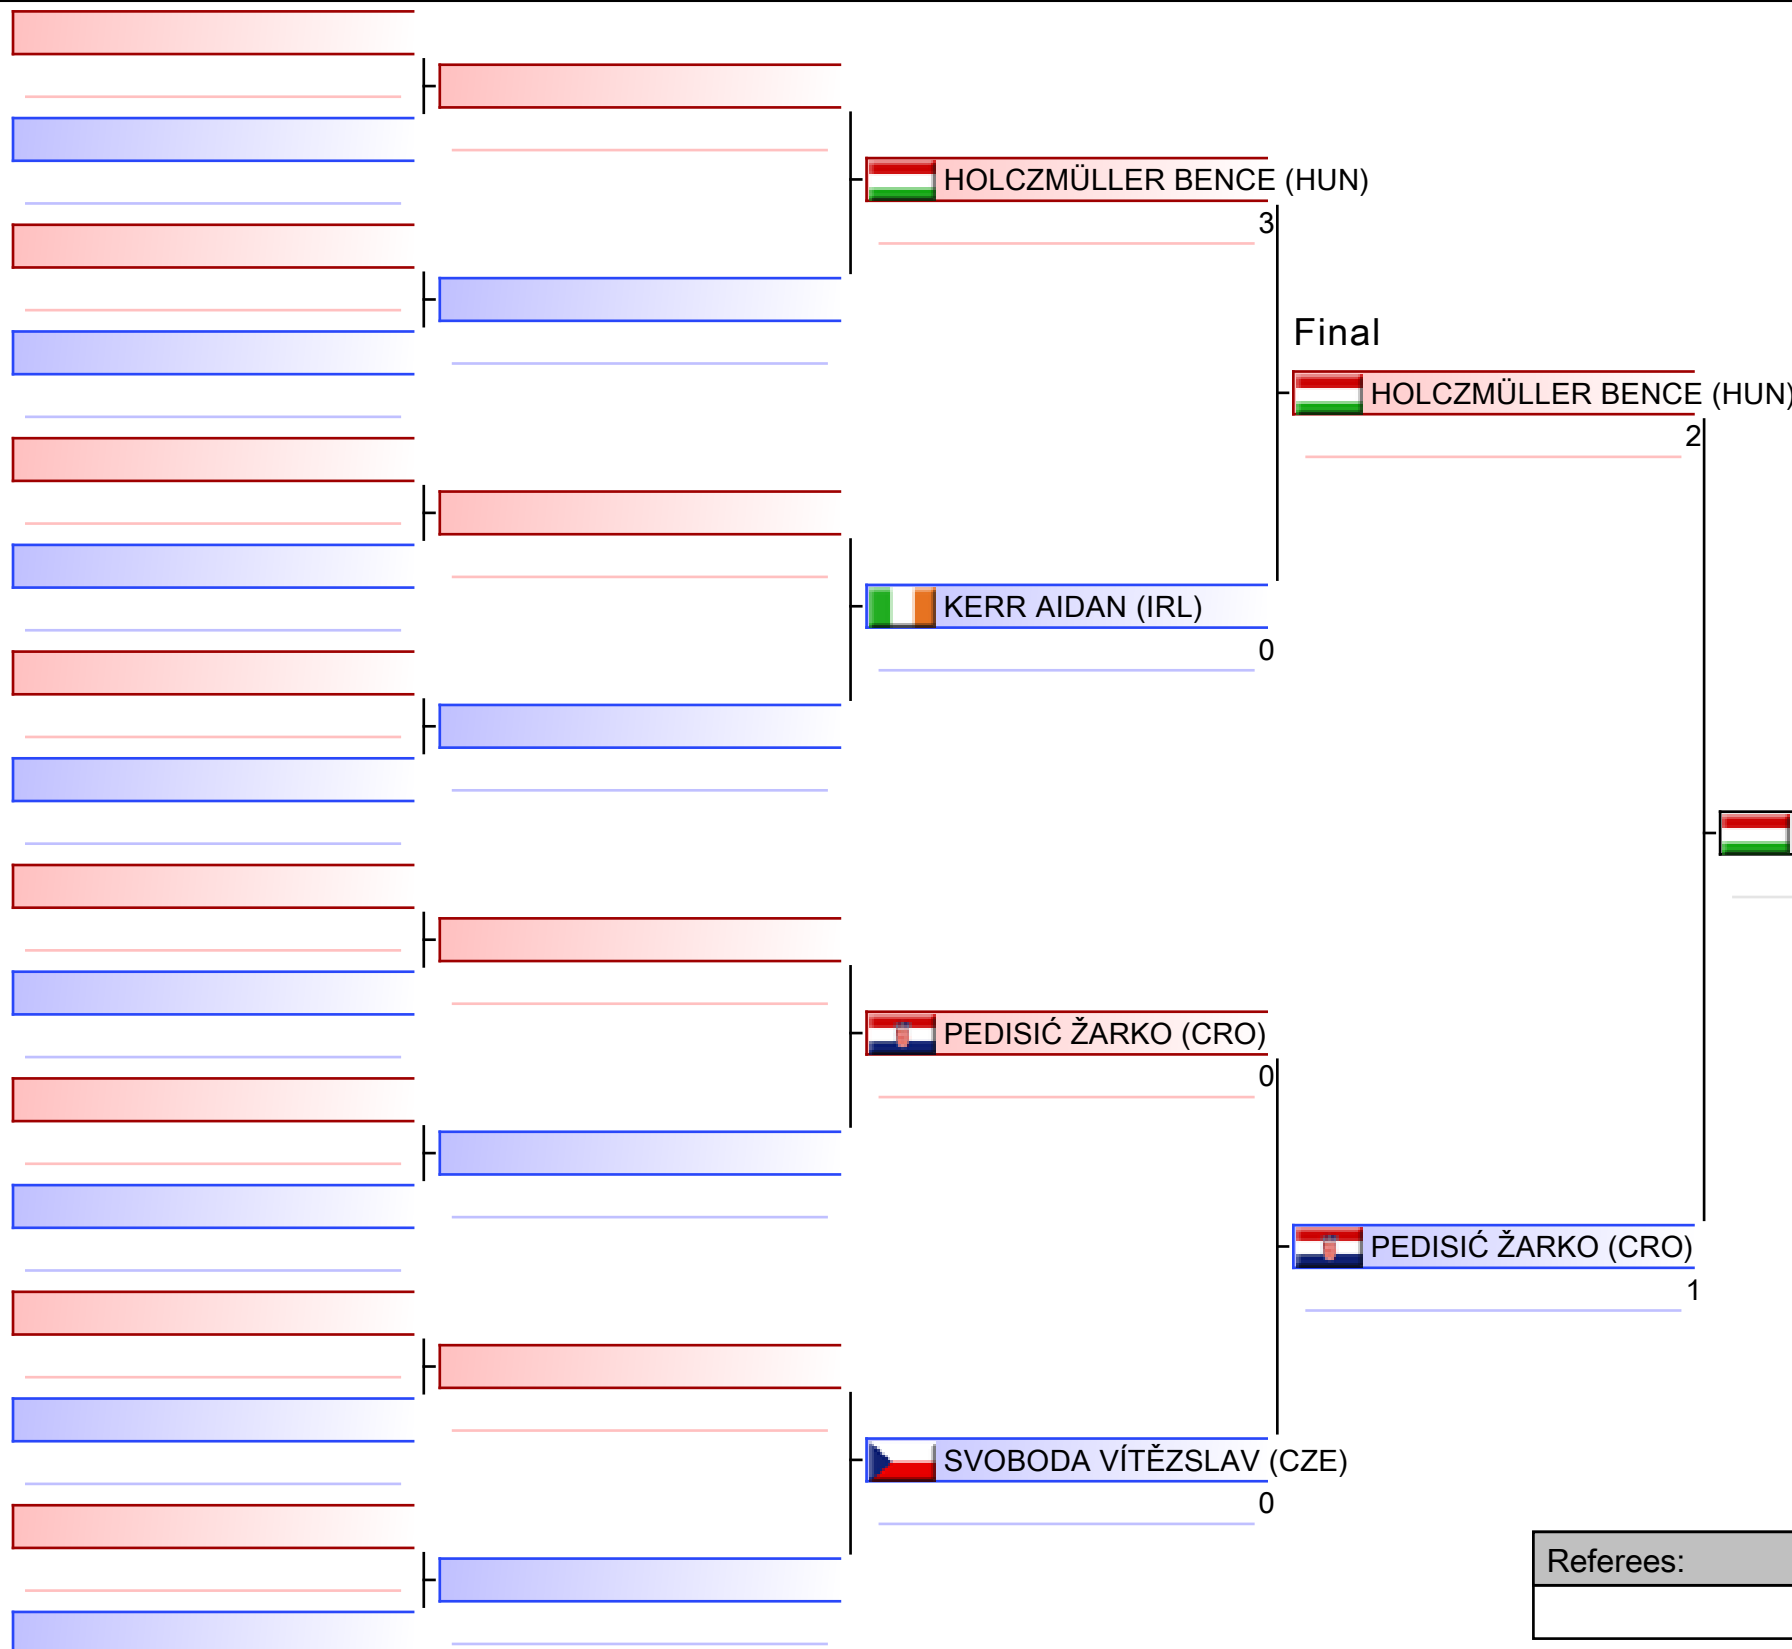 HOLCZMÜLLER BENCE (HUN)
3
Final
HOLCZMÜLLER BENCE (HUN)
2
KERR AIDAN (IRL)
0
PEDISIĆ ŽARKO (CRO)
0
PEDISIĆ ŽARKO (CRO)
1
SVOBODA VÍTĚZSLAV (CZE)
0
Referees: